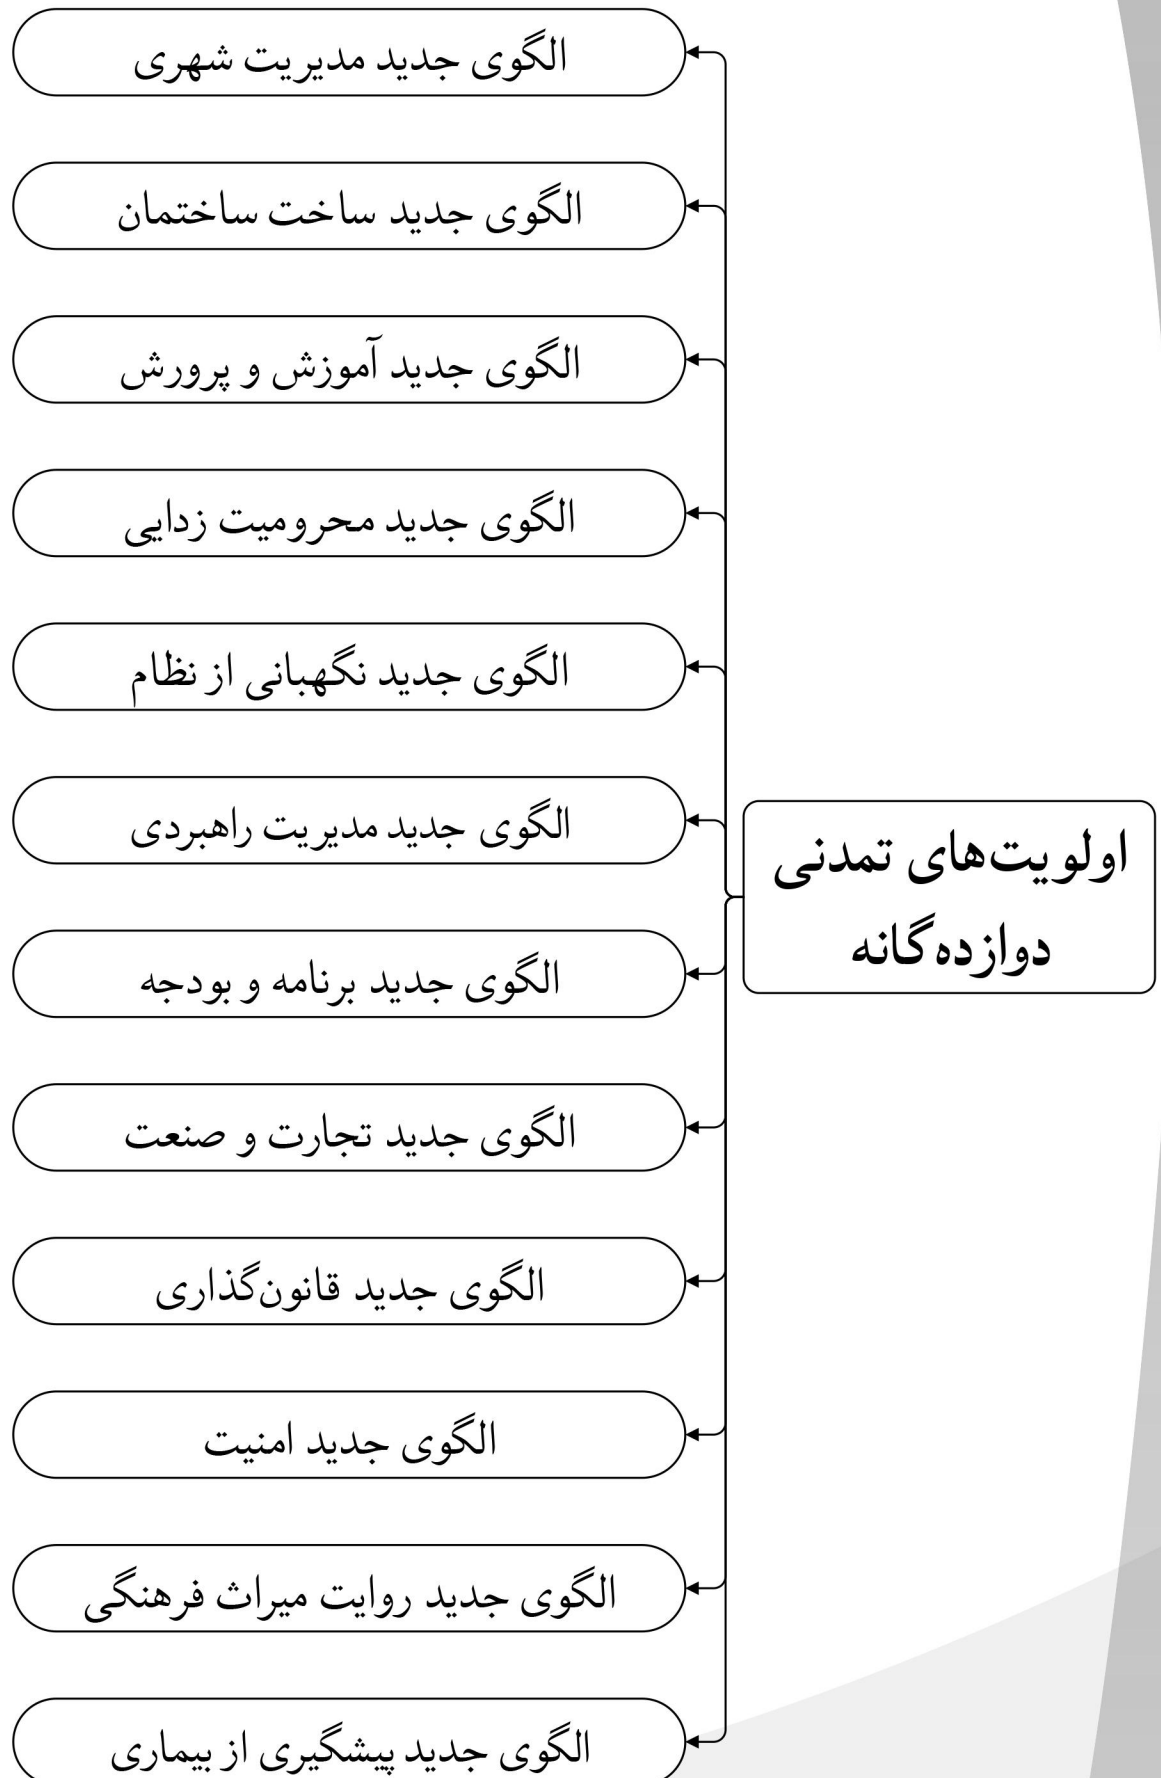 اولویت‌های تمدنی
دوازده‌گانه
الگوی جدید مدیریت شهری
الگوی جدید ساخت ساختمان
الگوی جدید آموزش و پرورش
الگوی جدید محرومیت زدایی
الگوی جدید نگهبانی از نظام
الگوی جدید مدیریت راهبردی
الگوی جدید برنامه و بودجه
الگوی جدید تجارت و صنعت
الگوی جدید قانون‌گذاری
الگوی جدید امنیت
الگوی جدید روایت میراث فرهنگی
الگوی جدید پیشگیری از بیماری